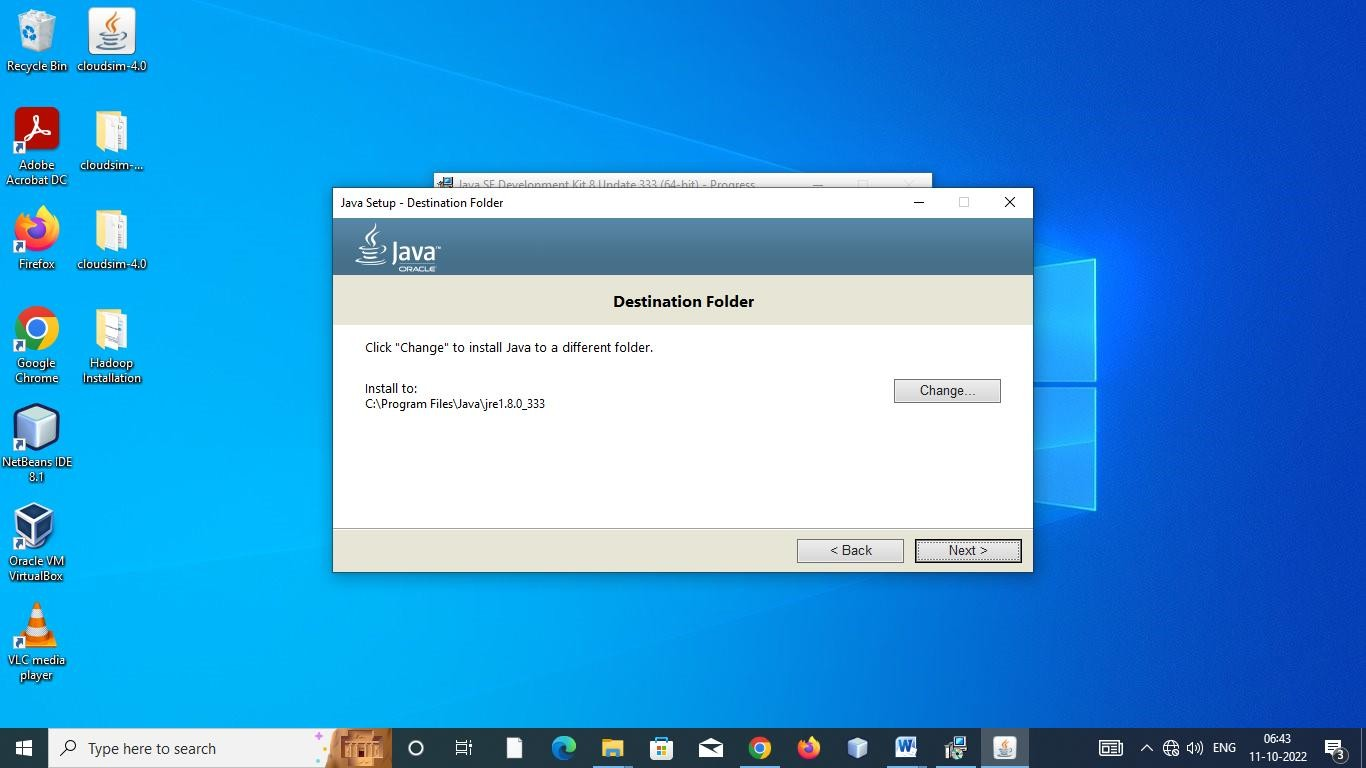 Recycle Bin
cloudsim-4.0
Adobe
Acrobat DC
cloudsim-...
Firefox
cloudsim-4.0
Google
Chrome
Hadoop
Installation
NetBeans IDE
8.1
Oracle VM
VirtualBox
VLC media
player
Java SE Development Kit 8 Update 333 (64-bit) - Progress
Java Setup - Destination Folder
Java™
ORACLE
Destination Folder
Click "Change" to install Java to a different folder.
Install to:
C:\Program Files\Java\jre1.8.0_333
Change...
< Back
Next >
Type here to search
ENG
06:43
11-10-2022
3